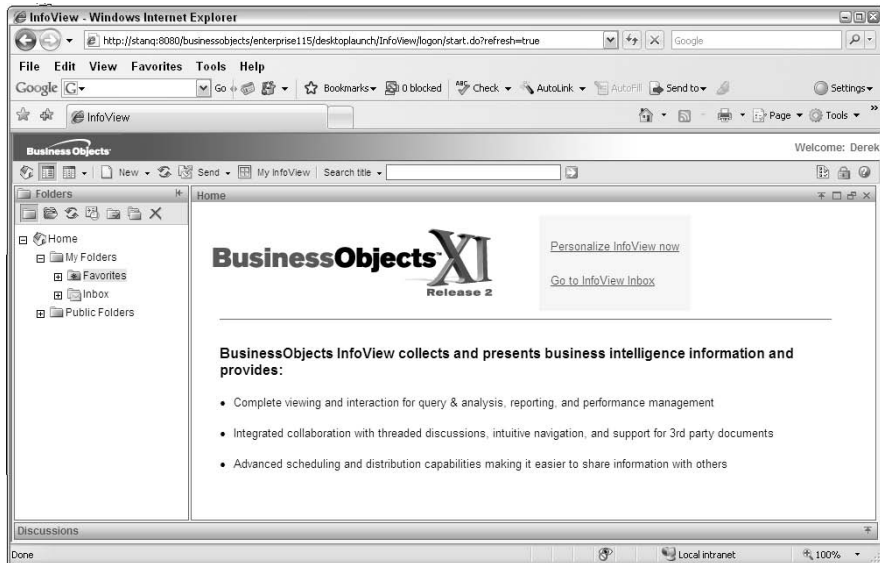 InfoView - Windows Internet Explorer
http://stanq:8080/businessobjects/enterprise115/desktoplaunch/InfoView/logon/start.do?refresh=true
Google
File Edit View Favorites Tools Help
Google G Go Bookmarks 0 blocked ABC Check AutoLink AutoFill Send to Settings
InfoView Page Tools »
Business Objects Welcome: Derek
New Send My InfoView Search title
Folders Home
Home
My Folders
Favorites
Inbox
Public Folders
BusinessObjects XI
Release 2
Personalize InfoView now
Go to InfoView Inbox
BusinessObjects InfoView collects and presents business intelligence information and
provides:
• Complete viewing and interaction for query & analysis, reporting, and performance management
• Integrated collaboration with threaded discussions, intuitive navigation, and support for 3rd party documents
• Advanced scheduling and distribution capabilities making it easier to share information with others
Discussions
Done Local intranet 100%